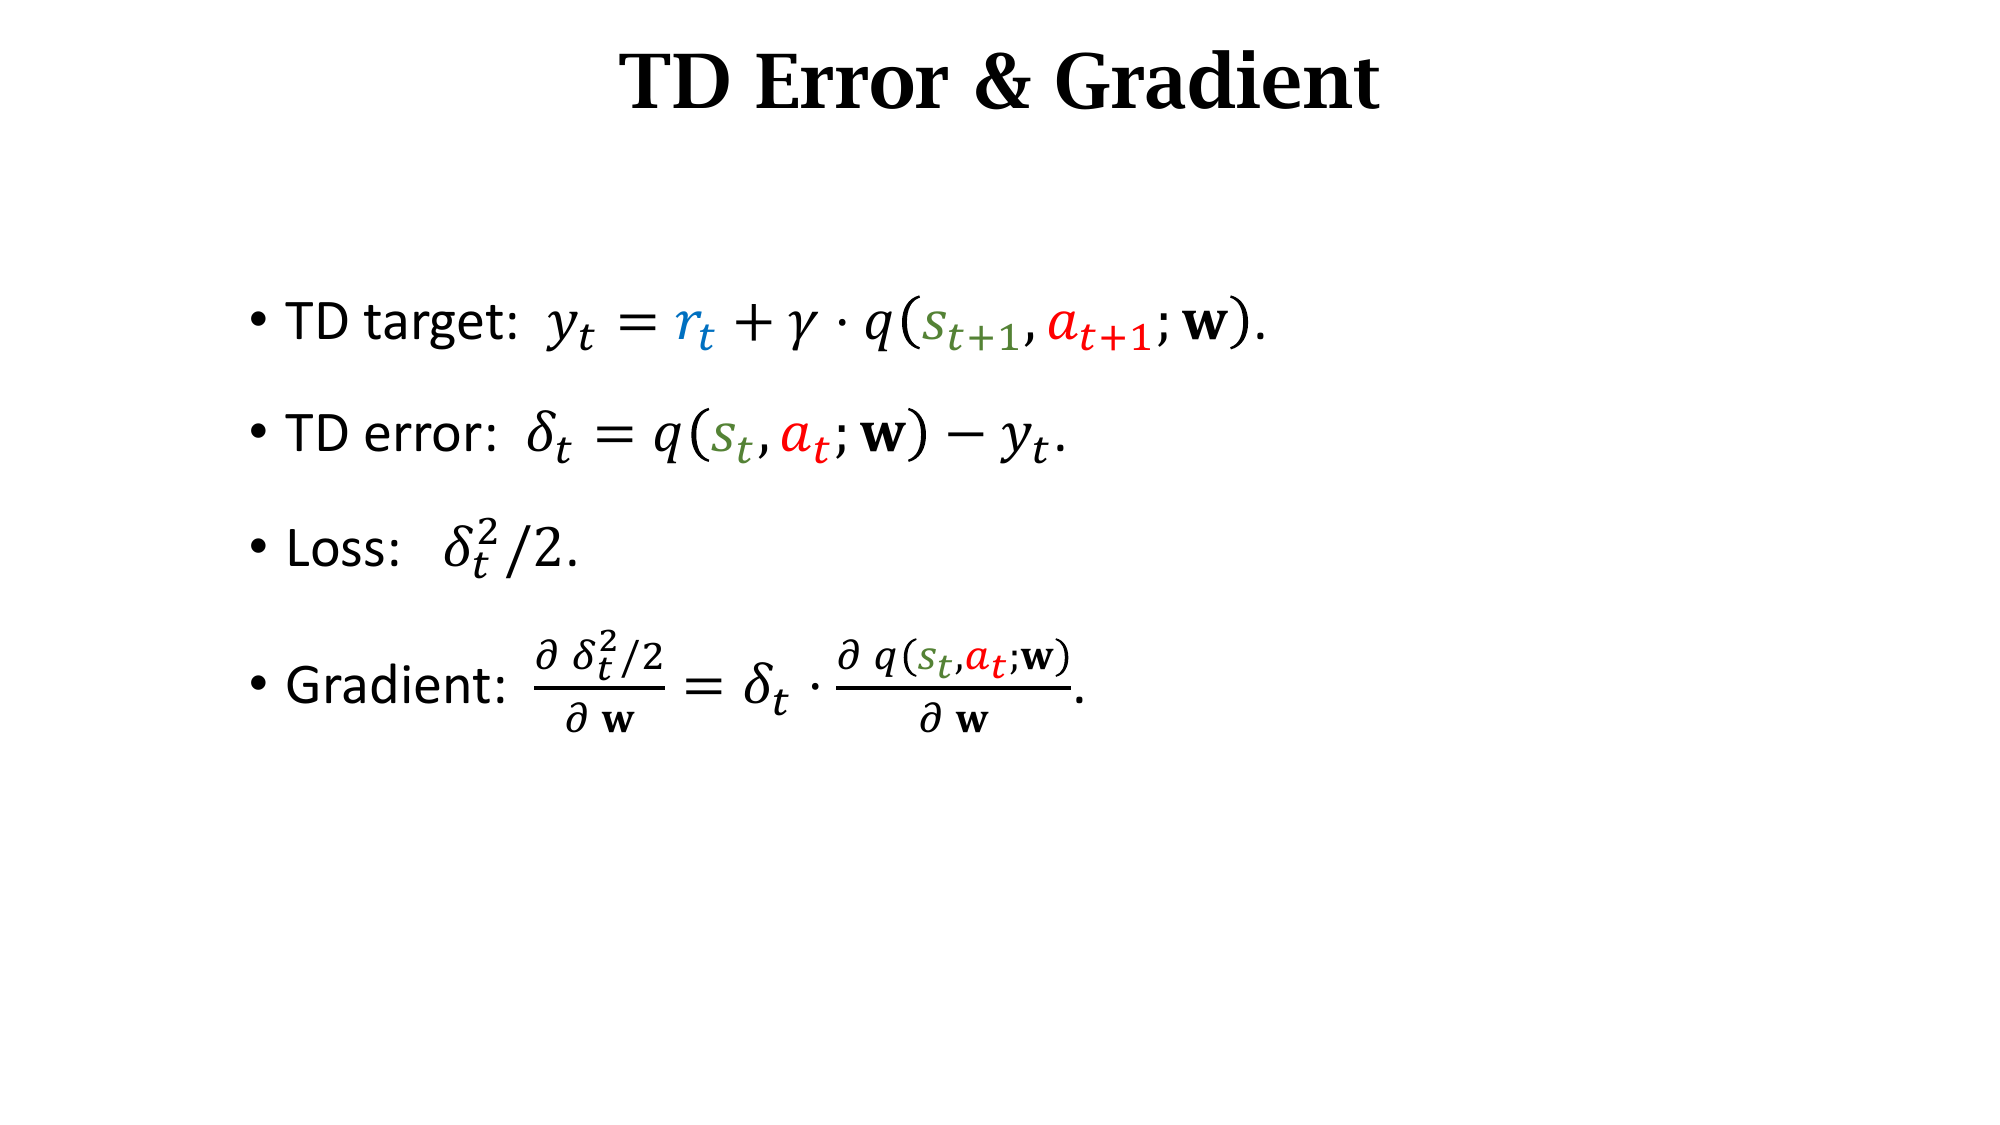 TD Error & Gradient
• TD target: $y_t = r_t + \gamma \cdot q(s_{t+1}, a_{t+1}; \mathbf{w}).$
• TD error: $\delta_t = q(s_t, a_t; \mathbf{w}) - y_t.$
• Loss: $\delta_t^2/2.$
• Gradient: $\frac{\partial\, \delta_t^2/2}{\partial\, \mathbf{w}} = \delta_t \cdot \frac{\partial\, q(s_t, a_t; \mathbf{w})}{\partial\, \mathbf{w}}.$